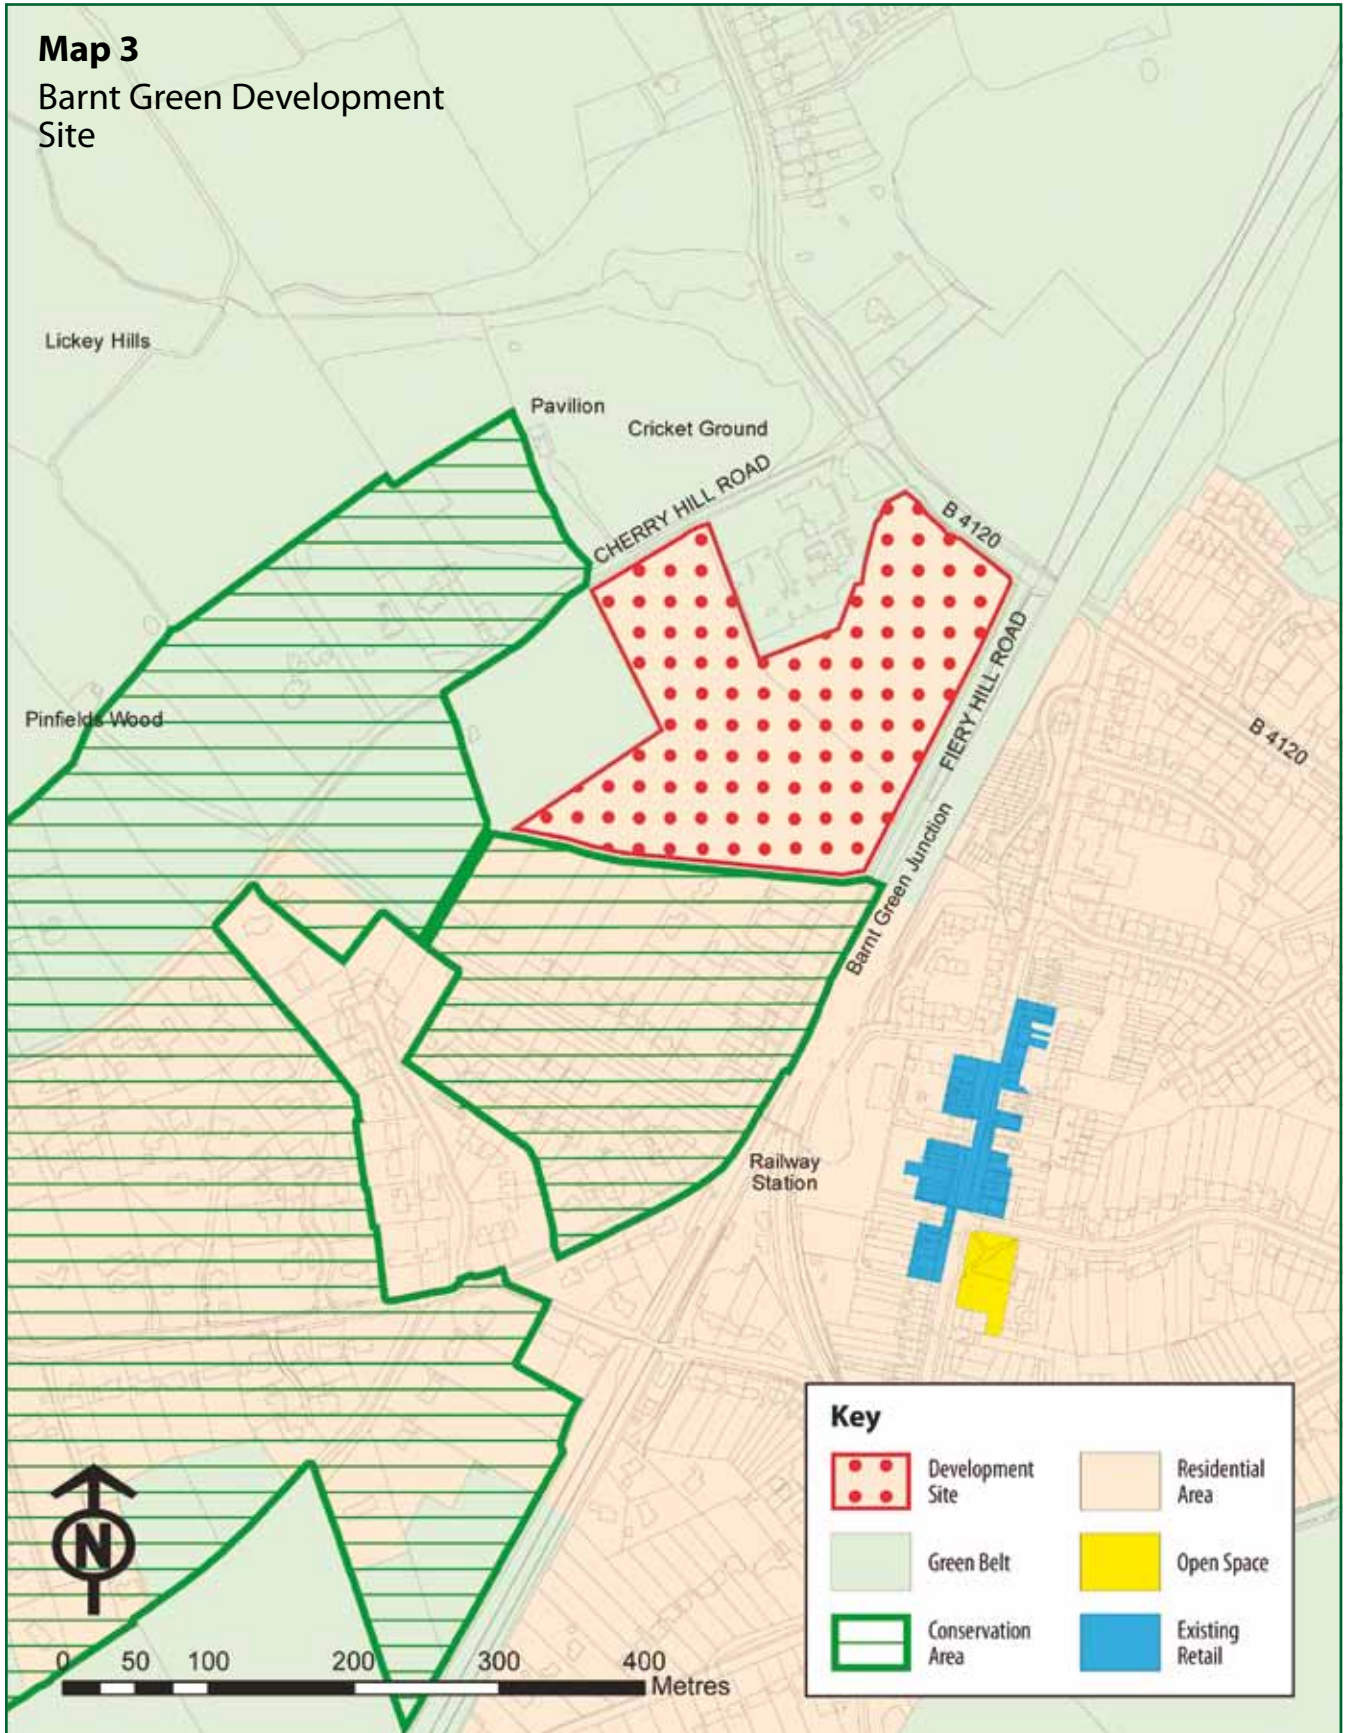 Map 3
Barnt Green Development
Site
Lickey Hills
Pavilion
Cricket Ground
CHERRY HILL ROAD
B 4120
FIERY HILL ROAD
Pinfields Wood
B 4120
Barnt Green Junction
Railway
Station
Key
Development
Site
Residential
Area
Green Belt
Open Space
Conservation
Area
Existing
Retail
N
0 50 100 200 300 400
Metres